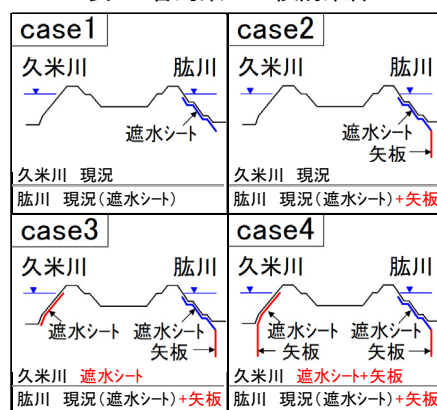 case1
久米川 肱川
遮水シート
久米川 現況
肱川 現況(遮水シート)
case2
久米川 肱川
遮水シート
矢板
久米川 現況
肱川 現況(遮水シート)+矢板
case3
久米川 肱川
遮水シート 遮水シート
矢板
久米川 遮水シート
肱川 現況(遮水シート)+矢板
case4
久米川 肱川
遮水シート 遮水シート
矢板 矢板
久米川 遮水シート+矢板
肱川 現況(遮水シート)+矢板